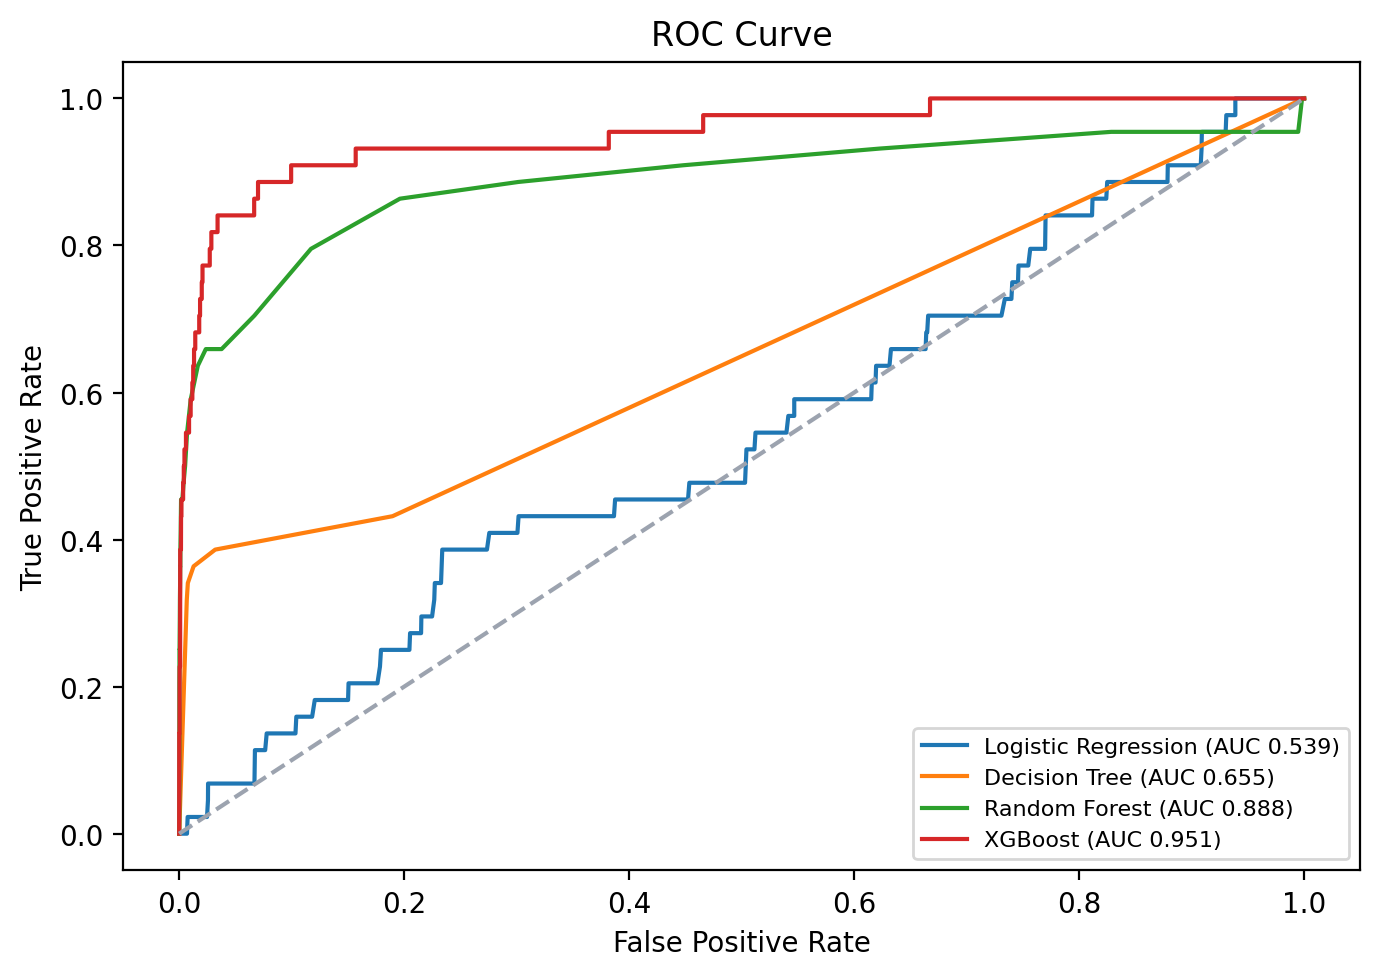 ROC Curve
1.0
0.8
0.6
0.4
0.2
0.0
True Positive Rate
0.0 0.2 0.4 0.6 0.8 1.0
False Positive Rate
Logistic Regression (AUC 0.539)
Decision Tree (AUC 0.655)
Random Forest (AUC 0.888)
XGBoost (AUC 0.951)